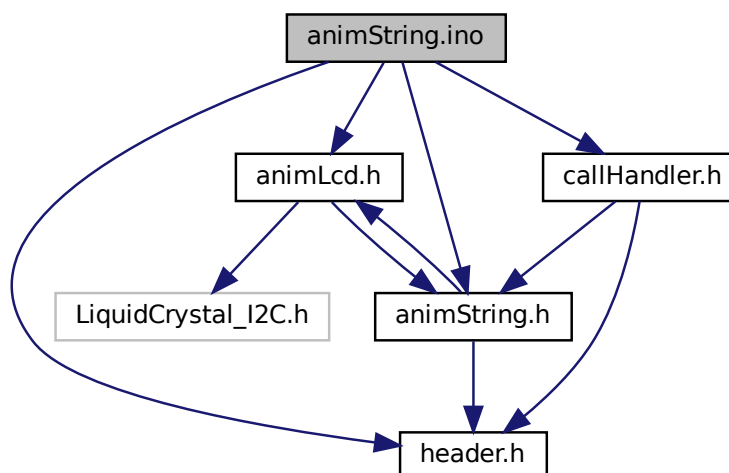 animString.ino
animLcd.h
callHandler.h
LiquidCrystal_I2C.h
animString.h
header.h